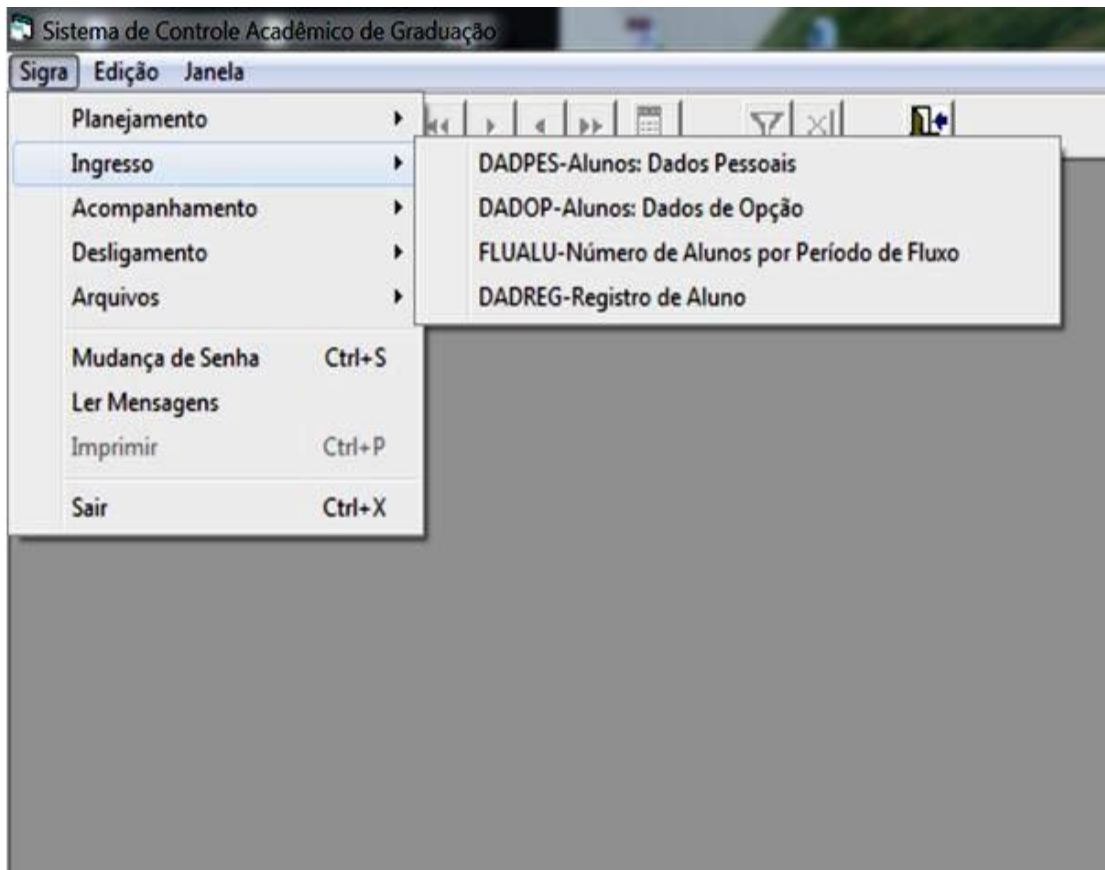 Sistema de Controle Acadêmico de Graduação
Sigra Edição Janela
Planejamento
Ingresso
Acompanhamento
Desligamento
Arquivos
Mudança de Senha Ctrl+S
Ler Mensagens
Imprimir Ctrl+P
Sair Ctrl+X
DADPES-Alunos: Dados Pessoais
DADOP-Alunos: Dados de Opção
FLUALU-Número de Alunos por Período de Fluxo
DADREG-Registro de Aluno